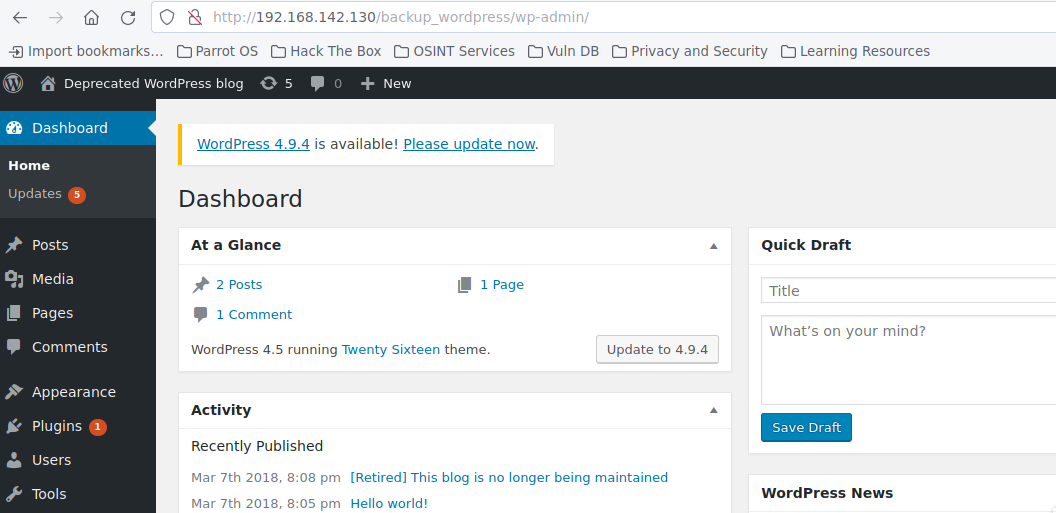 http://192.168.142.130/backup_wordpress/wp-admin/
Import bookmarks... Parrot OS Hack The Box OSINT Services Vuln DB Privacy and Security Learning Resources
Deprecated WordPress blog 5 0 New
Dashboard
Home
Updates 5
Posts
Media
Pages
Comments
Appearance
Plugins 1
Users
Tools
WordPress 4.9.4 is available! Please update now.
Dashboard
At a Glance
2 Posts 1 Page
1 Comment
WordPress 4.5 running Twenty Sixteen theme. Update to 4.9.4
Activity
Recently Published
Mar 7th 2018, 8:08 pm [Retired] This blog is no longer being maintained
Mar 7th 2018, 8:05 pm Hello world!
Quick Draft
Title
What's on your mind?
Save Draft
WordPress News